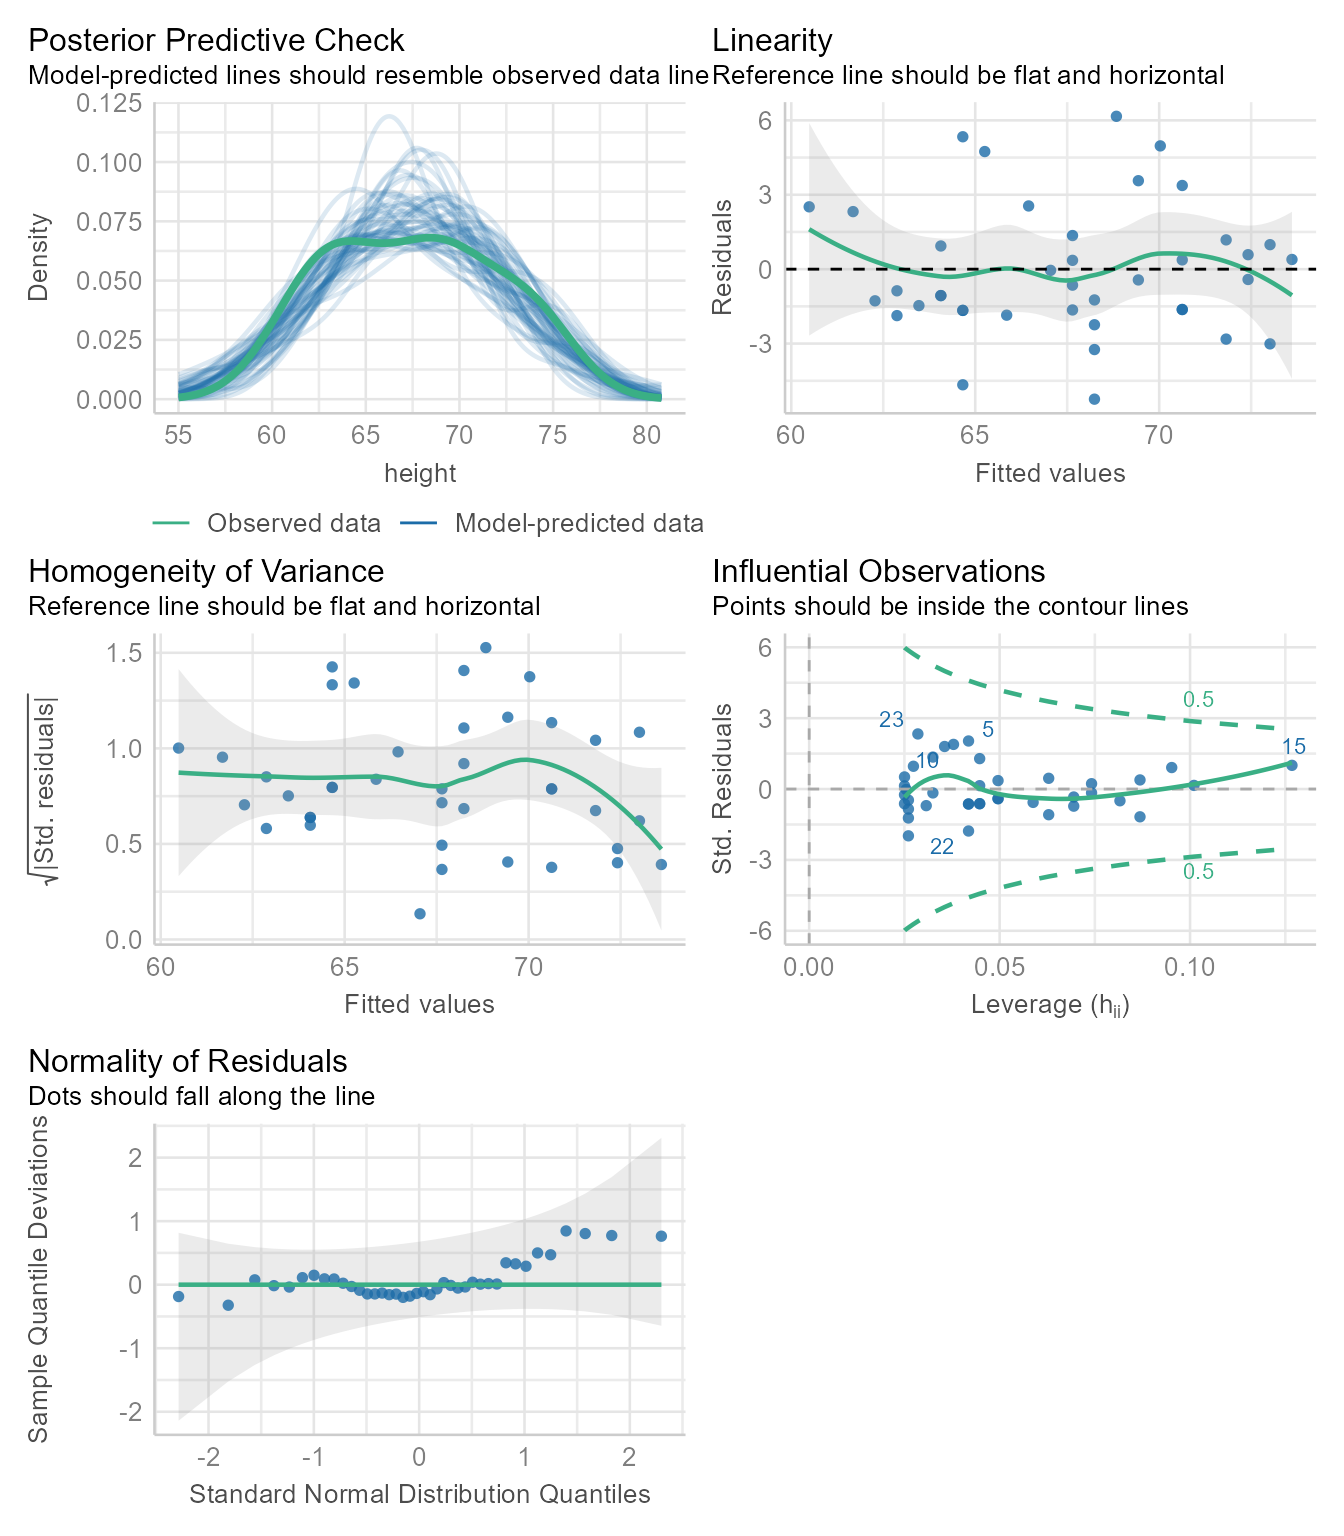 Posterior Predictive Check
Model-predicted lines should resemble observed data line
0.125
0.100
0.075
0.050
0.025
0.000
Density
55 60 65 70 75 80
height
Observed data Model-predicted data
Linearity
Reference line should be flat and horizontal
6
3
0
-3
Residuals
60 65 70
Fitted values
Homogeneity of Variance
Reference line should be flat and horizontal
1.5
1.0
0.5
0.0
√|Std. residuals|
60 65 70
Fitted values
Influential Observations
Points should be inside the contour lines
6
3
0
-3
-6
Std. Residuals
0.5
23
5
15
10
22
0.5
0.00 0.05 0.10
Leverage (hii)
Normality of Residuals
Dots should fall along the line
2
1
0
-1
-2
Sample Quantile Deviations
-2 -1 0 1 2
Standard Normal Distribution Quantiles